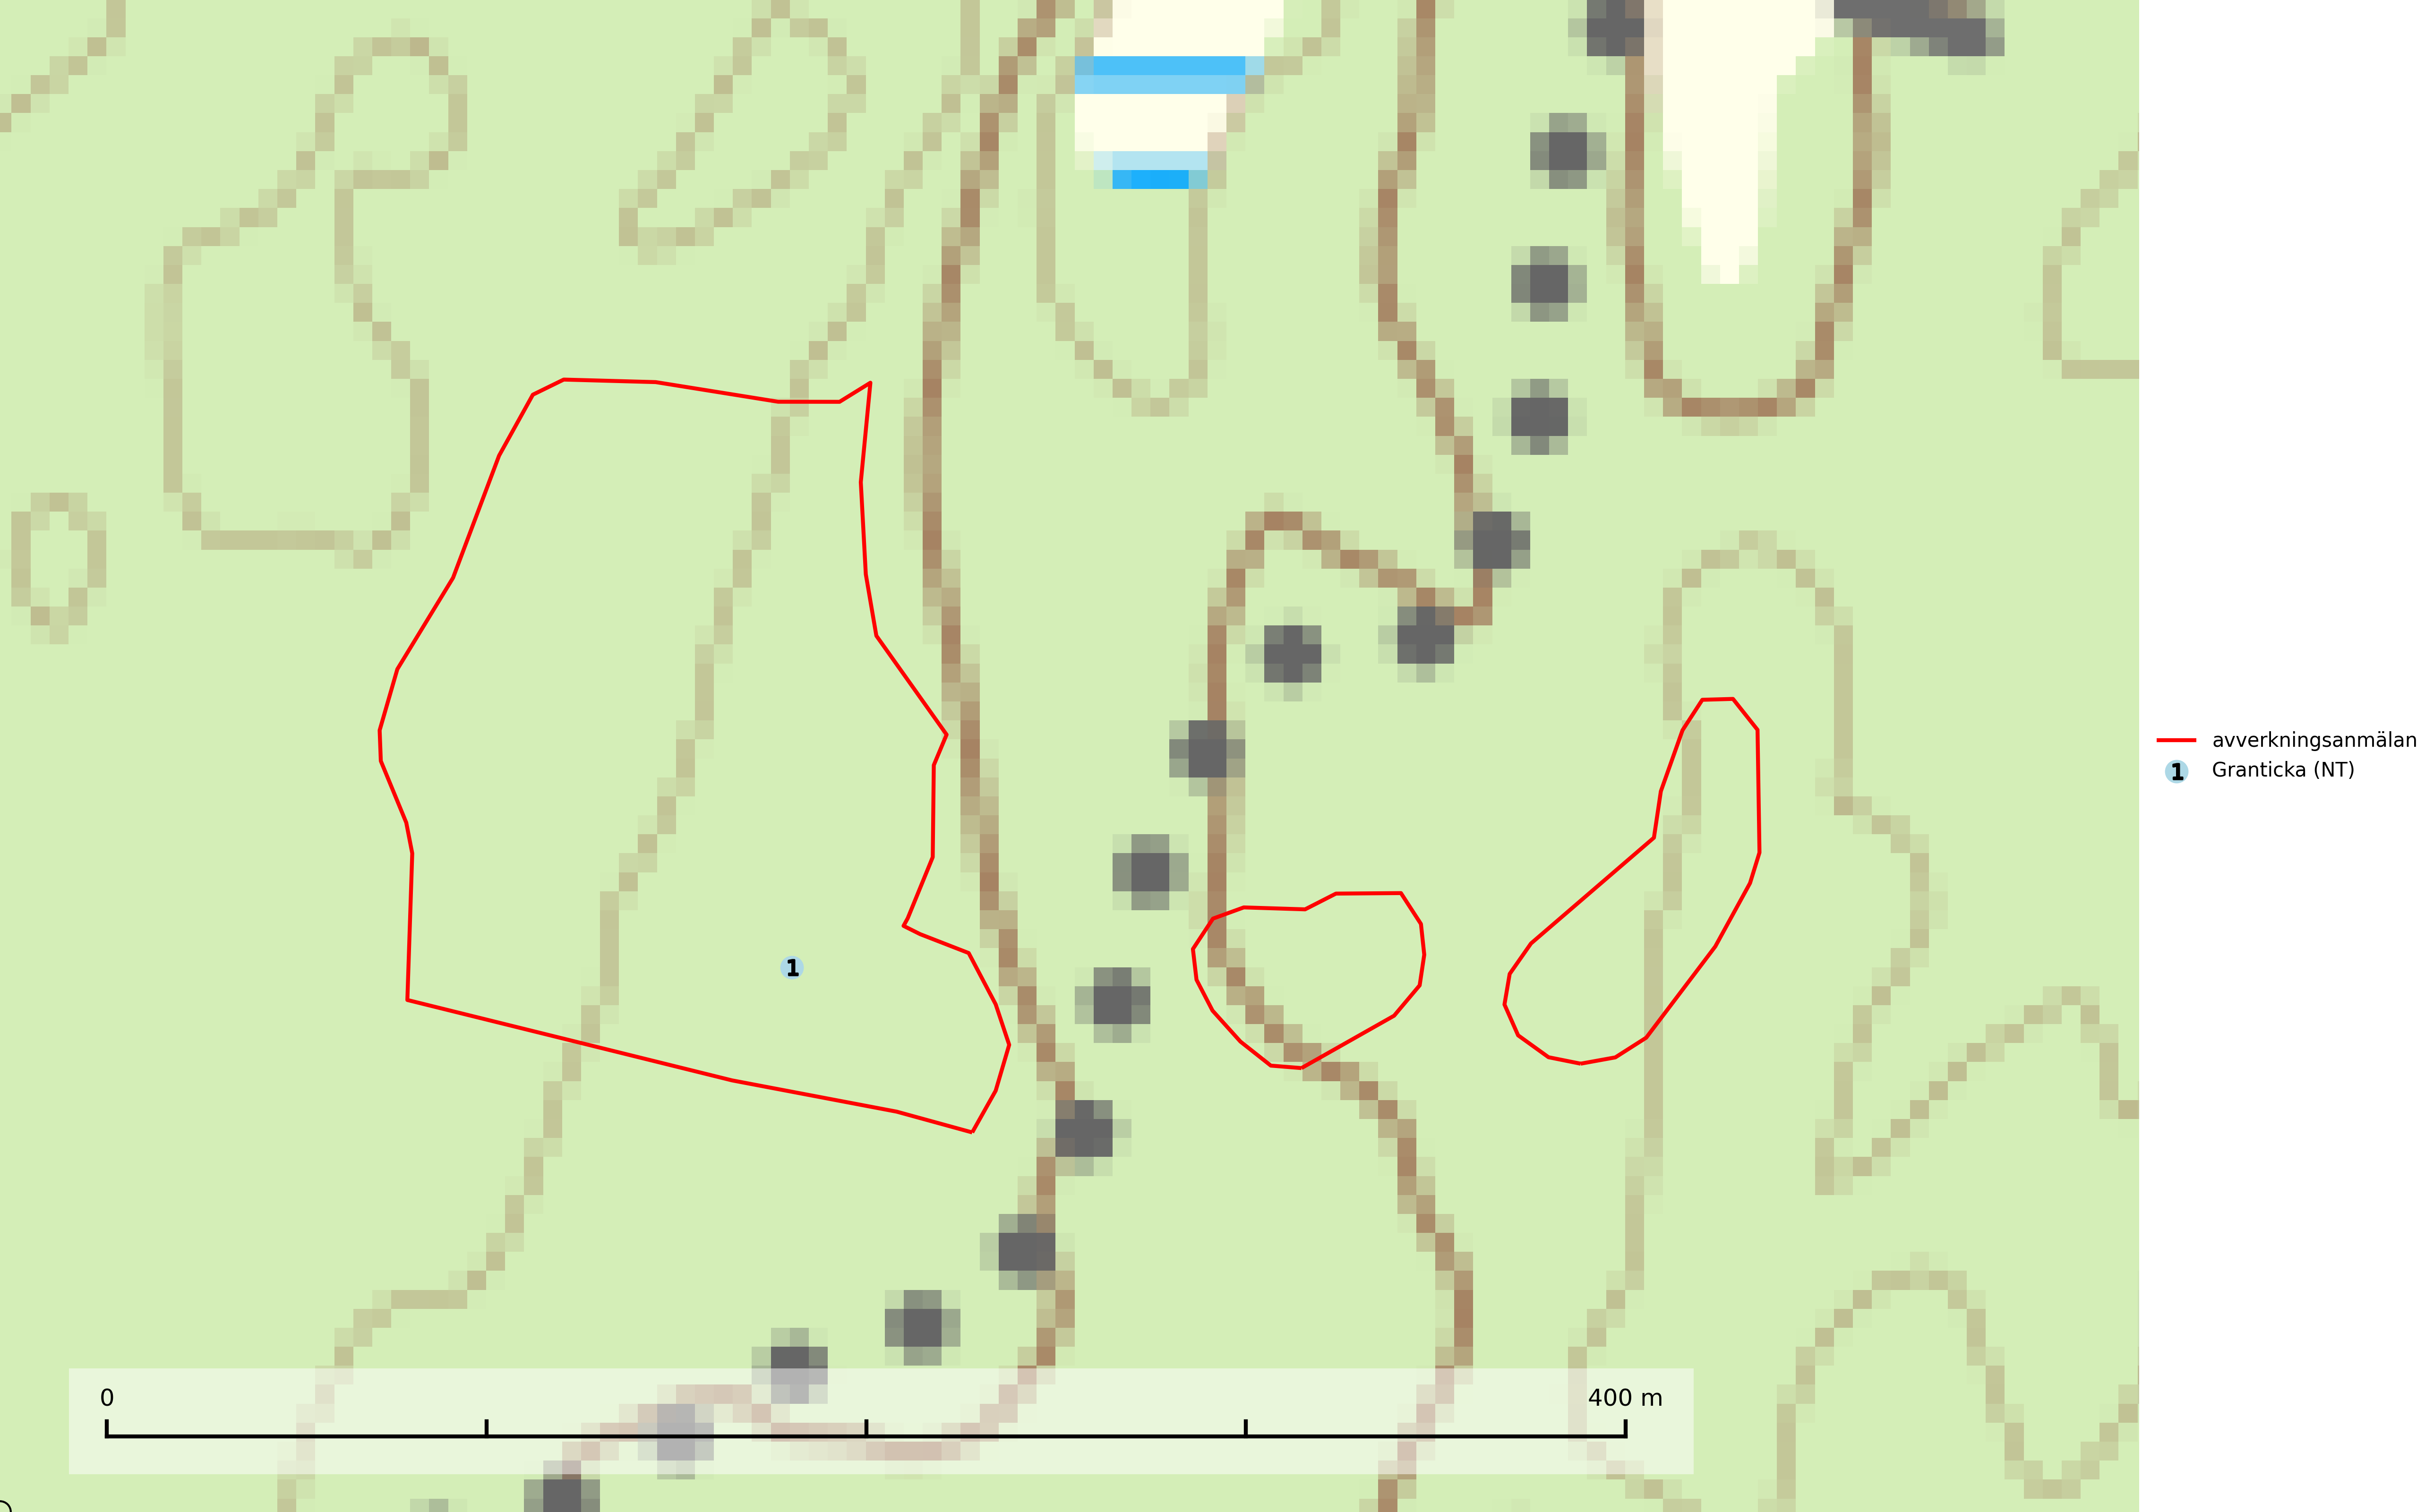 avverkningsanmälan
1 Granticka (NT)
1
0 400 m